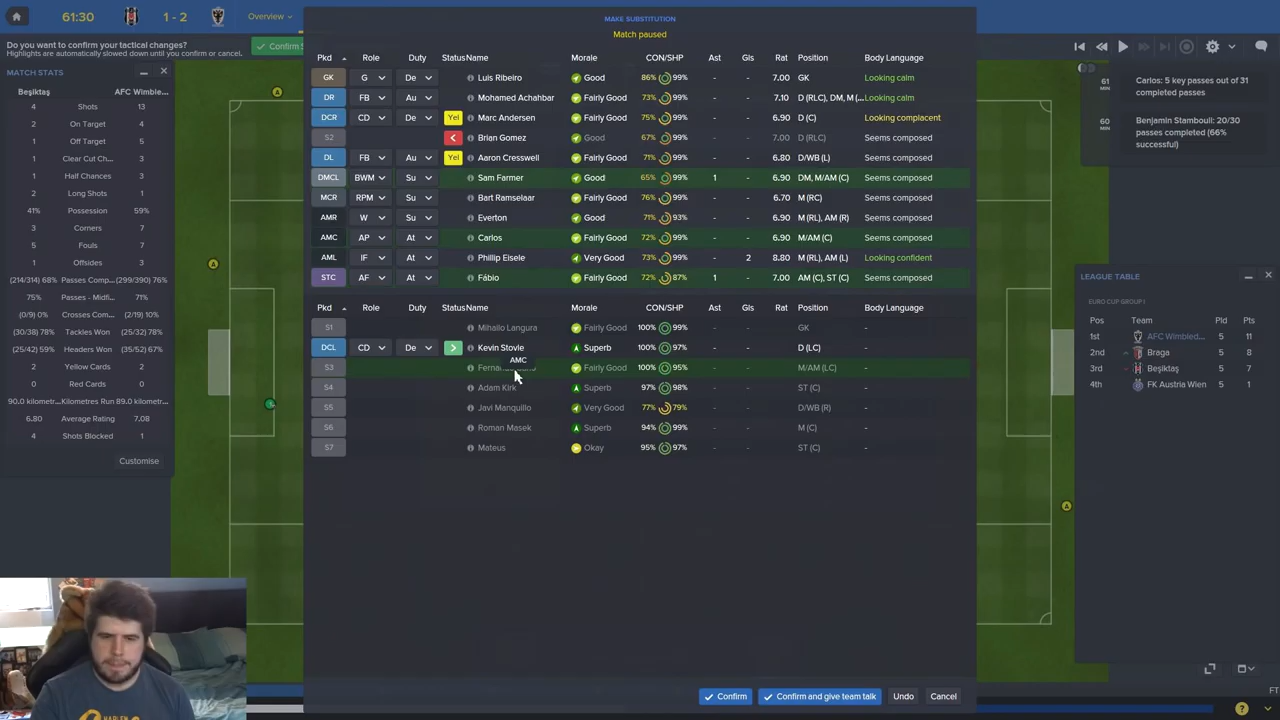 61:30
1 - 2
Overview
MAKE SUBSTITUTION
Match paused
Do you want to confirm your tactical changes?
Highlights are automatically slowed down until you confirm or cancel.
Confirm S
MATCH STATS
Beşiktaş AFC Wimble...
4 Shots 13
2 On Target 4
1 Off Target 5
1 Clear Cut Ch... 3
1 Half Chances 3
2 Long Shots
41% Possession 59%
3 Corners 7
5 Fouls 7
1 Offsides 3
(214/314) 68% Passes Comp... (299/390) 76%
75% Passes - Midfi... 71%
(0/9) 0% Crosses Com... (2/19) 10%
(30/38) 78% Tackles Won (25/32) 78%
44% Headers Won (35/52) 67%
2 Yellow Cards 2
0 Red Cards 0
90.0 kilometr... Kilometres Run 89.0 kilometr...
6.80 Average Rating 7.08
4 Shots Blocked 1
Customise
Pkd Role Duty Status Name Morale CON/SHP Ast Gls Rat Position Body Language
GK G De Luis Ribeiro Good 86% 99% - - 7.00 GK Looking calm
DR FB Au Mohamed Achahbar Fairly Good 73% 99% - - 7.10 D (RLC), DM, M (... Looking calm
DCR CD De Yel Marc Andersen Fairly Good 75% 99% - - 6.90 D (C) Looking complacent
S2 Brian Gomez Good 67% 99% - - 7.00 D (RLC) Seems composed
DL FB Au Yel Aaron Cresswell Fairly Good 71% 99% - - 6.80 D/WB (L) Seems composed
DMCL BWM Su Sam Farmer Good 65% 99% 1 - 6.90 DM, M/AM (C) Seems composed
MCR RPM Su Bart Ramselaar Fairly Good 76% 99% - - 6.70 M (RC) Seems composed
AMR W Su Everton Good 71% 93% - - 6.90 M (RL), AM (R) Seems composed
AMC AP At Carlos Fairly Good 72% 99% - - 6.90 M/AM (C) Seems composed
AML IF At Phillip Eisele Very Good 73% 99% - 2 8.80 M (RL), AM (L) Looking confident
STC AF At Fábio Fairly Good 72% 87% 1 - 7.00 AM (C), ST (C) Seems composed
Pkd Role Duty Status Name Morale CON/SHP Ast Gls Rat Position Body Language
S1 Mihailo Langura Fairly Good 100% 99% - - - GK -
DCL CD De Kevin Stovle Superb 100% 97% - - - D (LC) -
AMC
S3 Fairly Good 100% 95% - - - M/AM (LC) -
S4 Adam Kirk Superb 97% 98% - - - ST (C) -
S5 Javi Manquillo Very Good 77% 79% - - - D/WB (R) -
S6 Roman Masek Superb 94% 99% - - - M (C) -
S7 Mateus Okay 95% 97% - - - ST (C) -
Confirm
Confirm and give team talk
Undo
Cancel
61
MIN
Carlos: 5 key passes out of 31
completed passes
60
MIN
Benjamin Stambouli: 20/30
passes completed (66%
successful)
LEAGUE TABLE
EURO CUP GROUP I
Pos Team Pld Pts
1st AFC Wimbled... 5 11
2nd Braga 5 8
3rd Beşiktaş 5 7
4th FK Austria Wien 5 1
FT